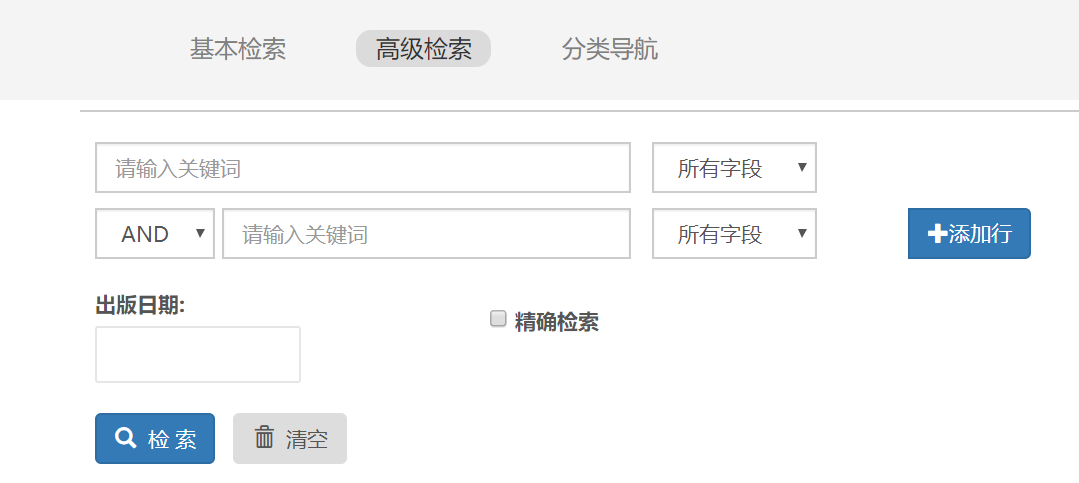 基本检索 高级检索 分类导航
请输入关键词 所有字段
AND 请输入关键词 所有字段 添加行
出版日期:
精确检索
检 索 清空